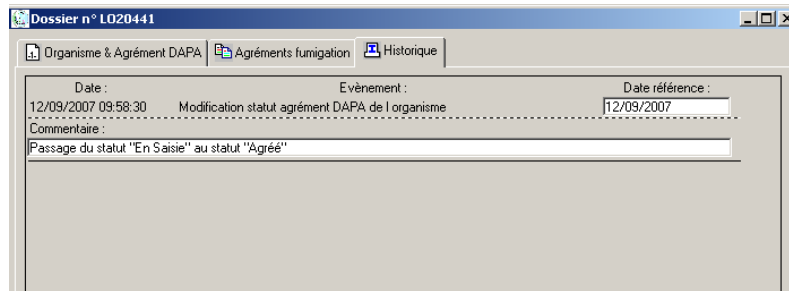 Dossier n° LO20441
Organisme & Agrément DAPA Agréments fumigation Historique
Date : Evènement : Date référence :
12/09/2007 09:58:30 Modification statut agrément DAPA de l organisme 12/09/2007
Commentaire :
Passage du statut "En Saisie" au statut "Agréé"